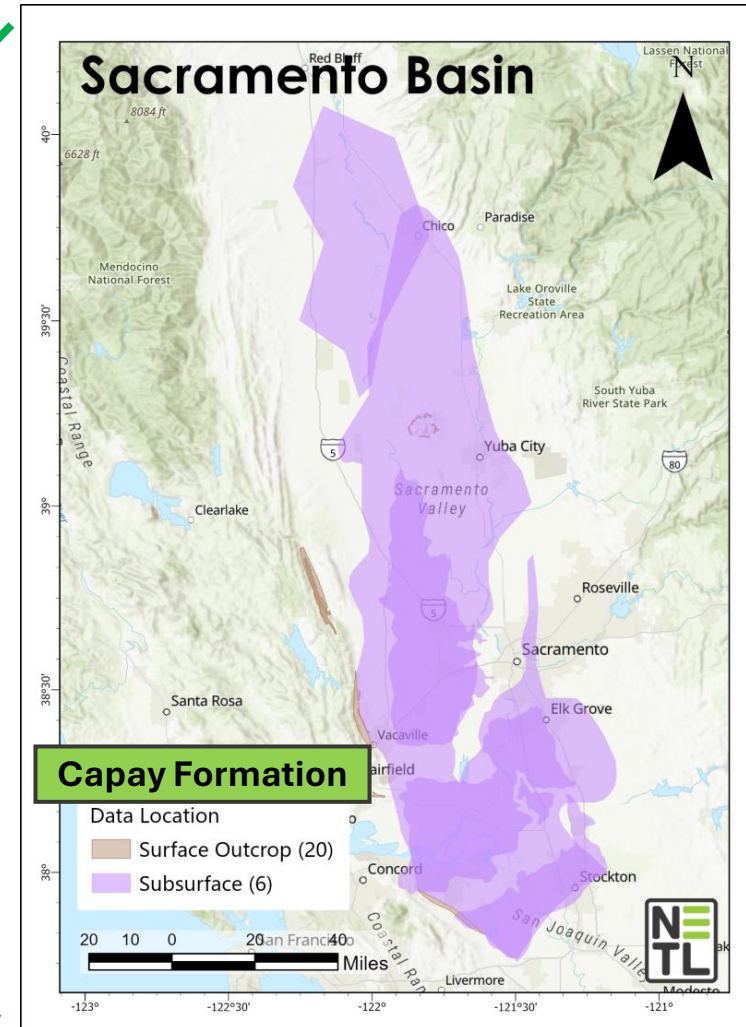 Sacramento Basin
Red Bluff
Lassen National
Forest
N
8084 ft
6628 ft
40°
Chico
Paradise
Mendocino
National Forest
Lake Oroville
State
Recreation Area
39°30'
Coastal Range
South Yuba
River State Park
5
Yuba City
80
Sacramento
Valley
39°
Clearlake
Roseville
5
Sacramento
38°30'
Santa Rosa
Elk Grove
Vacaville
Capay Formation
airfield
Data Location
Surface Outcrop (20)
Subsurface (6)
38°
Concord
Stockton
NETL
San Joaquin Valley
Coastal Ran
20 10 0 20 40
San Francisco
Miles
Livermore
Modesto
-123° -122°30' -122° -121°30' -121°